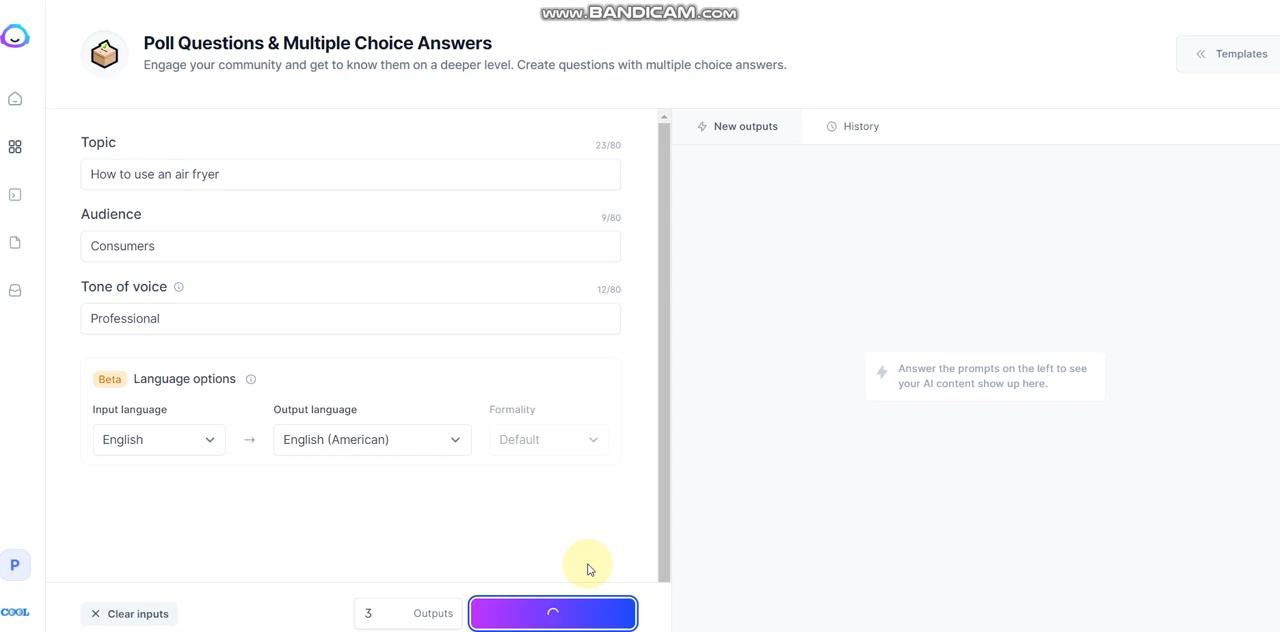 www.BANDICAM.com
Poll Questions & Multiple Choice Answers
Engage your community and get to know them on a deeper level. Create questions with multiple choice answers.
Templates
Topic
23/80
How to use an air fryer
Audience
9/80
Consumers
Tone of voice
12/80
Professional
Beta Language options
Input language
Output language
Formality
English
English (American)
Default
Clear inputs
3 Outputs
New outputs
History
Answer the prompts on the left to see
your AI content show up here.
P
COOL